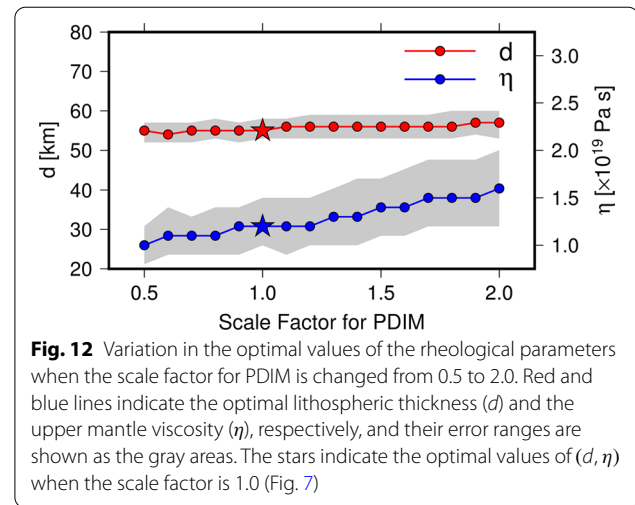 80
70
60
50
40
30
20
d [km]
d
η
3.0
2.5
2.0
1.5
1.0
η [×10¹⁹ Pa s]
0.5 1.0 1.5 2.0
Scale Factor for PDIM
Fig. 12 Variation in the optimal values of the rheological parameters
when the scale factor for PDIM is changed from 0.5 to 2.0. Red and
blue lines indicate the optimal lithospheric thickness (d) and the
upper mantle viscosity (η), respectively, and their error ranges are
shown as the gray areas. The stars indicate the optimal values of (d, η)
when the scale factor is 1.0 (Fig. 7)